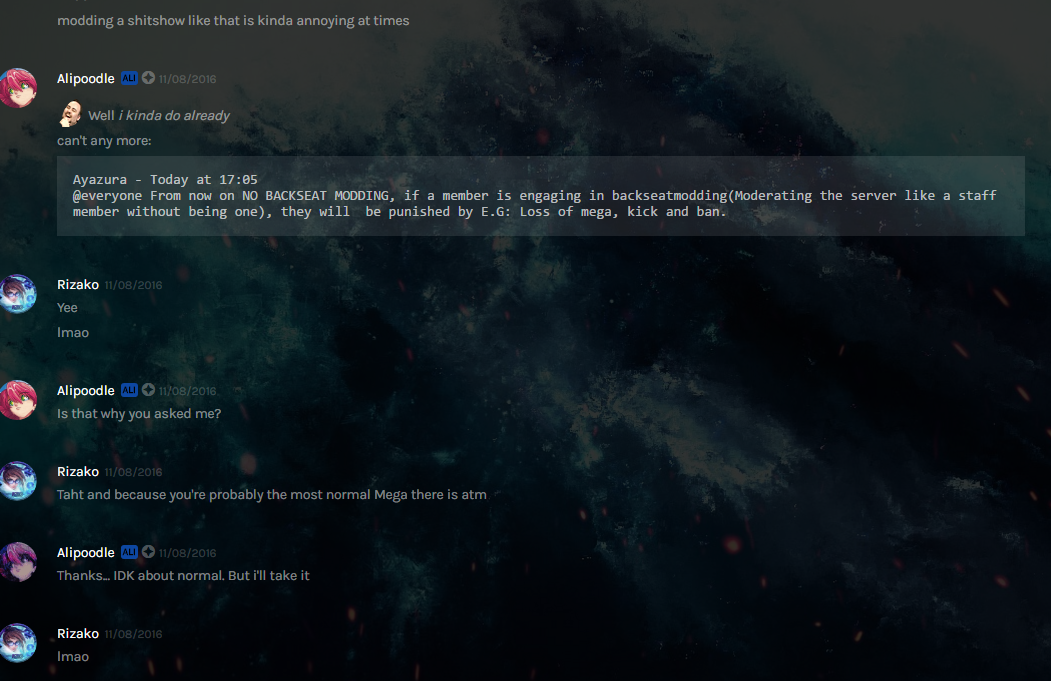 modding a shitshow like that is kinda annoying at times
Alipoodle ALI 11/08/2016
Well i kinda do already
can't any more:
Ayazura - Today at 17:05
@everyone From now on NO BACKSEAT MODDING, if a member is engaging in backseatmodding(Moderating the server like a staff
member without being one), they will  be punished by E.G: Loss of mega, kick and ban.
Rizako 11/08/2016
Yee
lmao
Alipoodle ALI 11/08/2016
Is that why you asked me?
Rizako 11/08/2016
Taht and because you're probably the most normal Mega there is atm
Alipoodle ALI 11/08/2016
Thanks... IDK about normal. But i'll take it
Rizako 11/08/2016
lmao